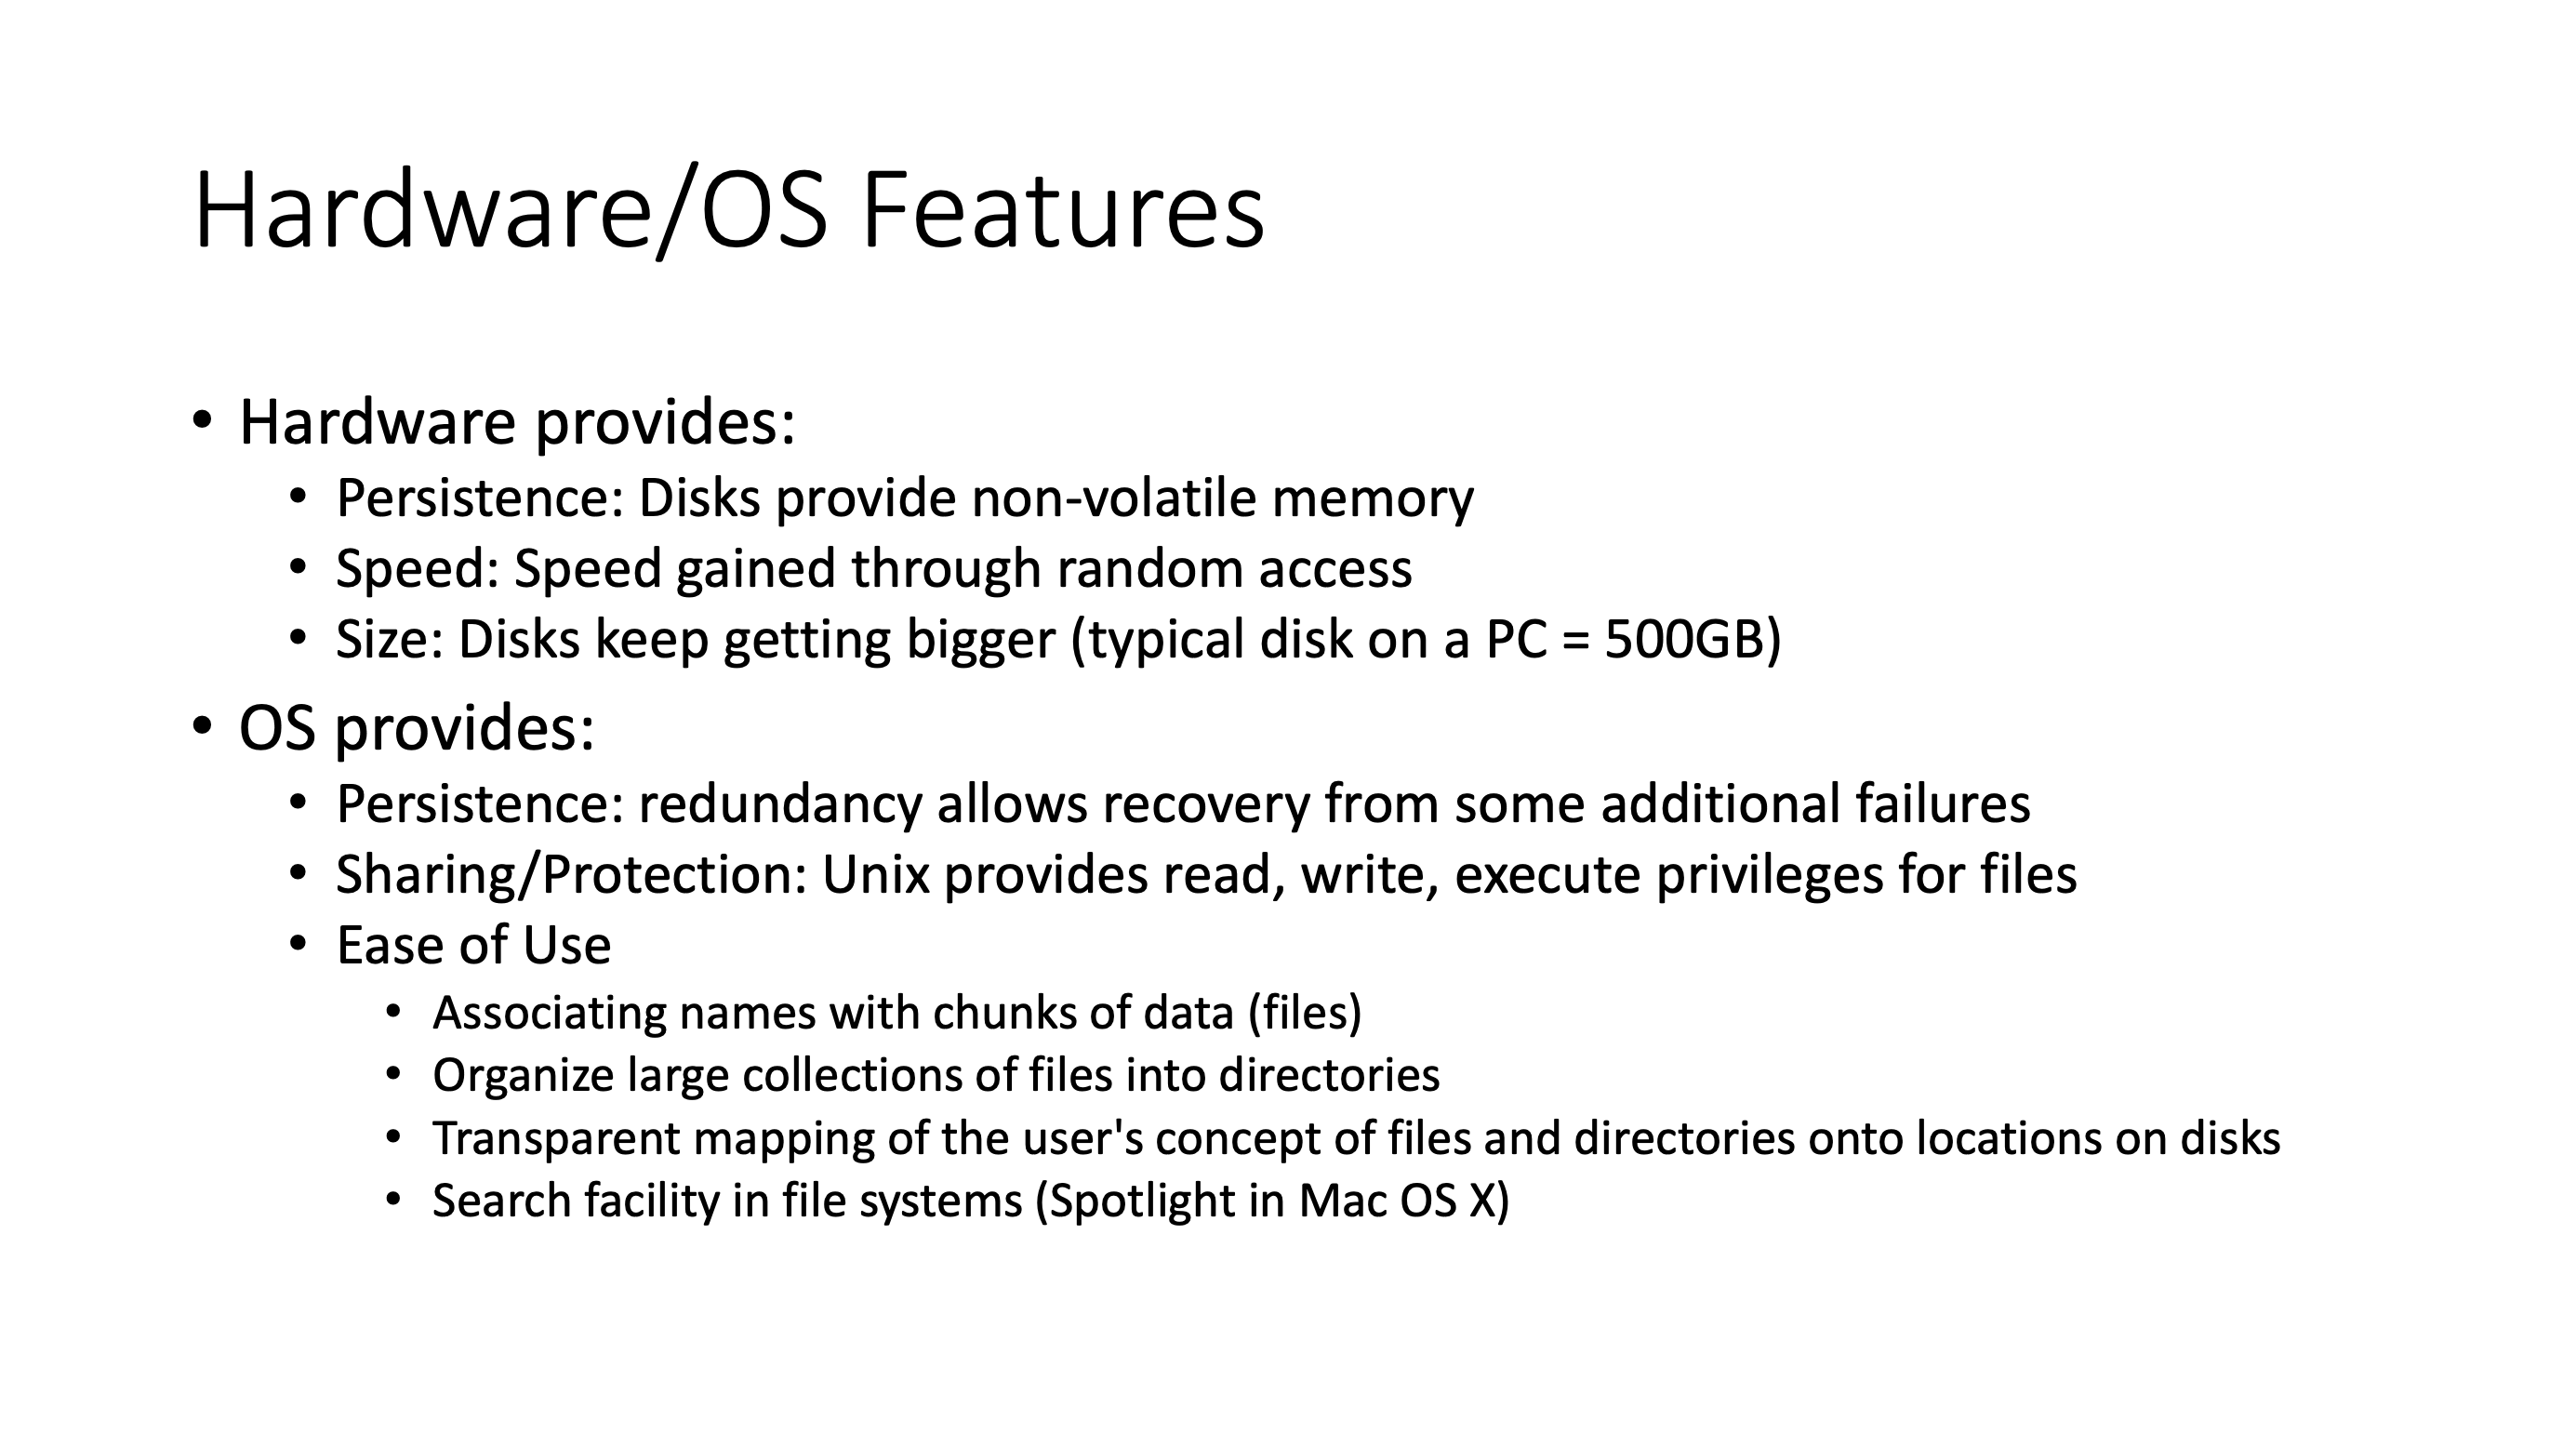 Hardware/OS Features
• Hardware provides:
• Persistence: Disks provide non-volatile memory
• Speed: Speed gained through random access
• Size: Disks keep getting bigger (typical disk on a PC = 500GB)
• OS provides:
• Persistence: redundancy allows recovery from some additional failures
• Sharing/Protection: Unix provides read, write, execute privileges for files
• Ease of Use
• Associating names with chunks of data (files)
• Organize large collections of files into directories
• Transparent mapping of the user's concept of files and directories onto locations on disks
• Search facility in file systems (Spotlight in Mac OS X)